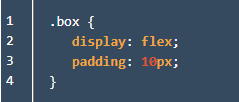 1 .box {
2    display: flex;
3    padding: 10px;
4 }